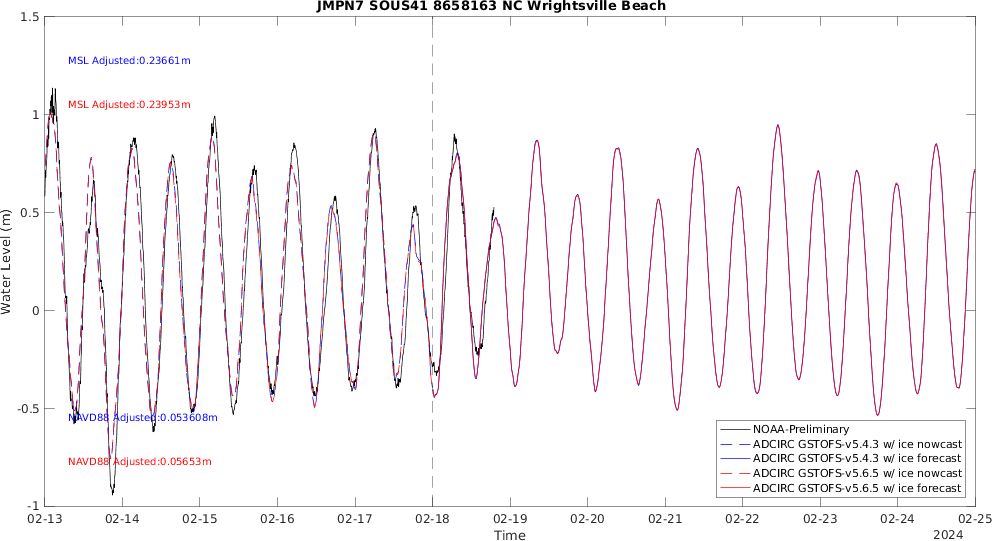 JMPN7 SOUS41 8658163 NC Wrightsville Beach
1.5
1
0.5
0
-0.5
-1
Water Level (m)
MSL Adjusted:0.23661m
MSL Adjusted:0.23953m
NAVD88 Adjusted:0.053608m
NAVD88 Adjusted:0.05653m
NOAA-Preliminary
ADCIRC GSTOFS-v5.4.3 w/ ice nowcast
ADCIRC GSTOFS-v5.4.3 w/ ice forecast
ADCIRC GSTOFS-v5.6.5 w/ ice nowcast
ADCIRC GSTOFS-v5.6.5 w/ ice forecast
02-13 02-14 02-15 02-16 02-17 02-18 02-19 02-20 02-21 02-22 02-23 02-24 02-25
Time
2024